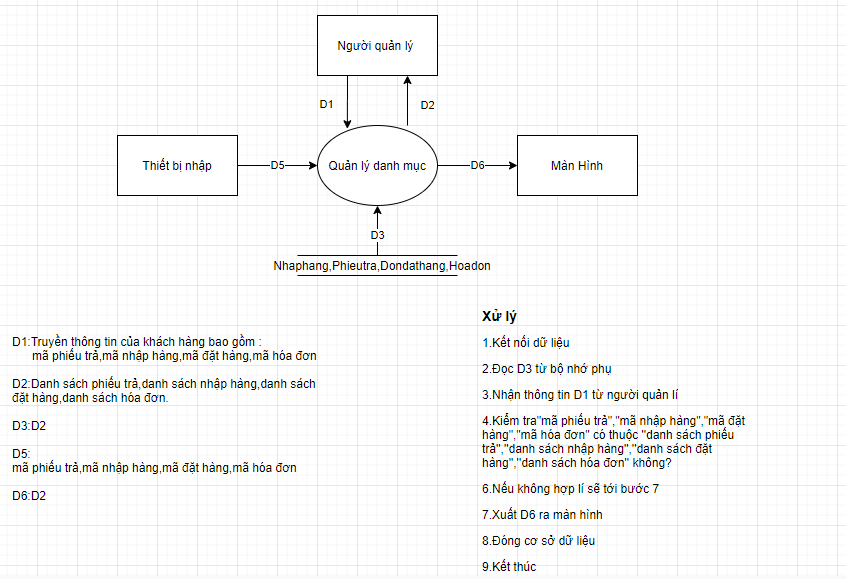 Người quản lý
D1
D2
Thiết bị nhập
D5
Quản lý danh mục
D6
Màn Hình
D3
Nhaphang,Phieutra,Dondathang,Hoadon
D1:Truyền thông tin của khách hàng bao gồm :
mã phiếu trả,mã nhập hàng,mã đặt hàng,mã hóa đơn
D2:Danh sách phiếu trả,danh sách nhập hàng,danh sách
đặt hàng,danh sách hóa đơn.
D3:D2
D5:
mã phiếu trả,mã nhập hàng,mã đặt hàng,mã hóa đơn
D6:D2
Xử lý
1.Kết nối dữ liệu
2.Đọc D3 từ bộ nhớ phụ
3.Nhận thông tin D1 từ người quản lí
4.Kiểm tra"mã phiếu trả","mã nhập hàng","mã đặt
hàng","mã hóa đơn" có thuộc "danh sách phiếu
trả","danh sách nhập hàng","danh sách đặt
hàng","danh sách hóa đơn" không?
6.Nếu không hợp lí sẽ tới bước 7
7.Xuất D6 ra màn hình
8.Đóng cơ sở dữ liệu
9.Kết thúc